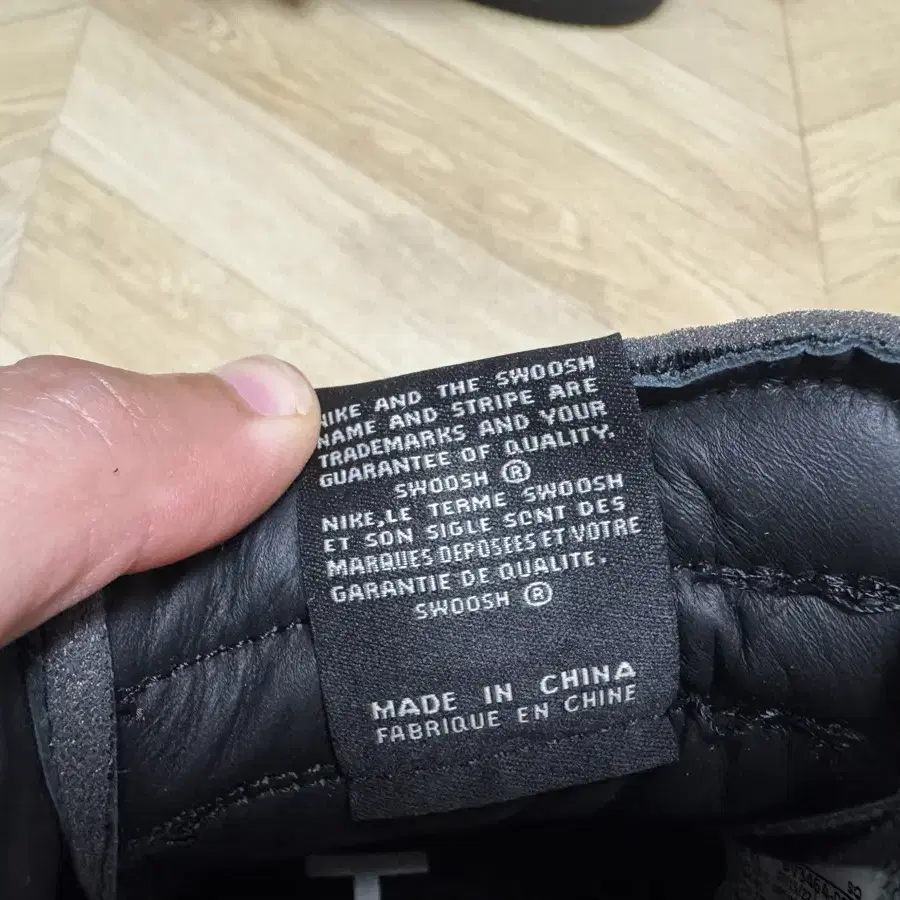 NIKE AND THE SWOOSH
NAME AND STRIPE ARE
TRADEMARKS AND YOUR
GUARANTEE OF QUALITY.
SWOOSH ®
NIKE,LE TERME SWOOSH
ET SON SIGLE SONT DES
MARQUES DEPOSEES ET VOTRE
GARANTIE DE QUALITE.
SWOOSH ®
MADE IN CHINA
FABRIQUE EN CHINE